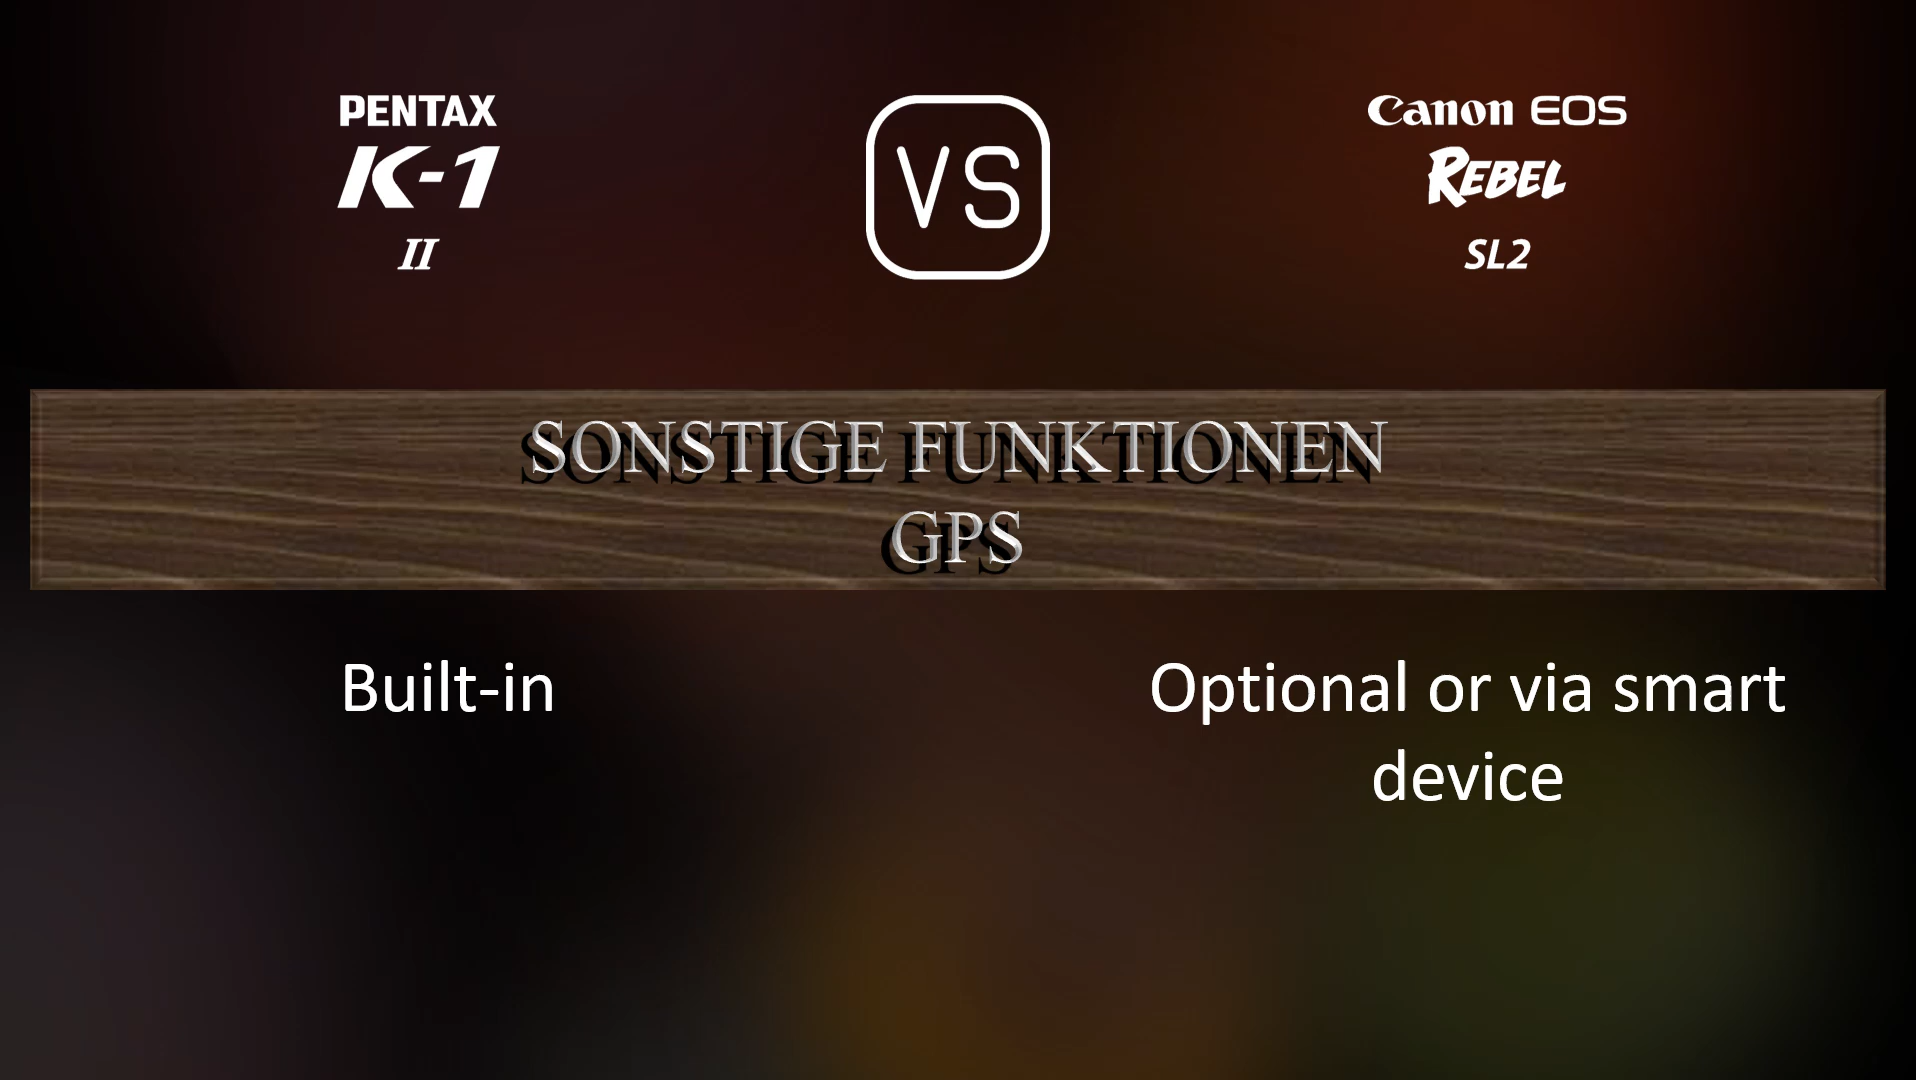 PENTAX
K-1
II
VS
Canon EOS
REBEL
SL2
SONSTIGE FUNKTIONEN
GPS
Built-in
Optional or via smart
device